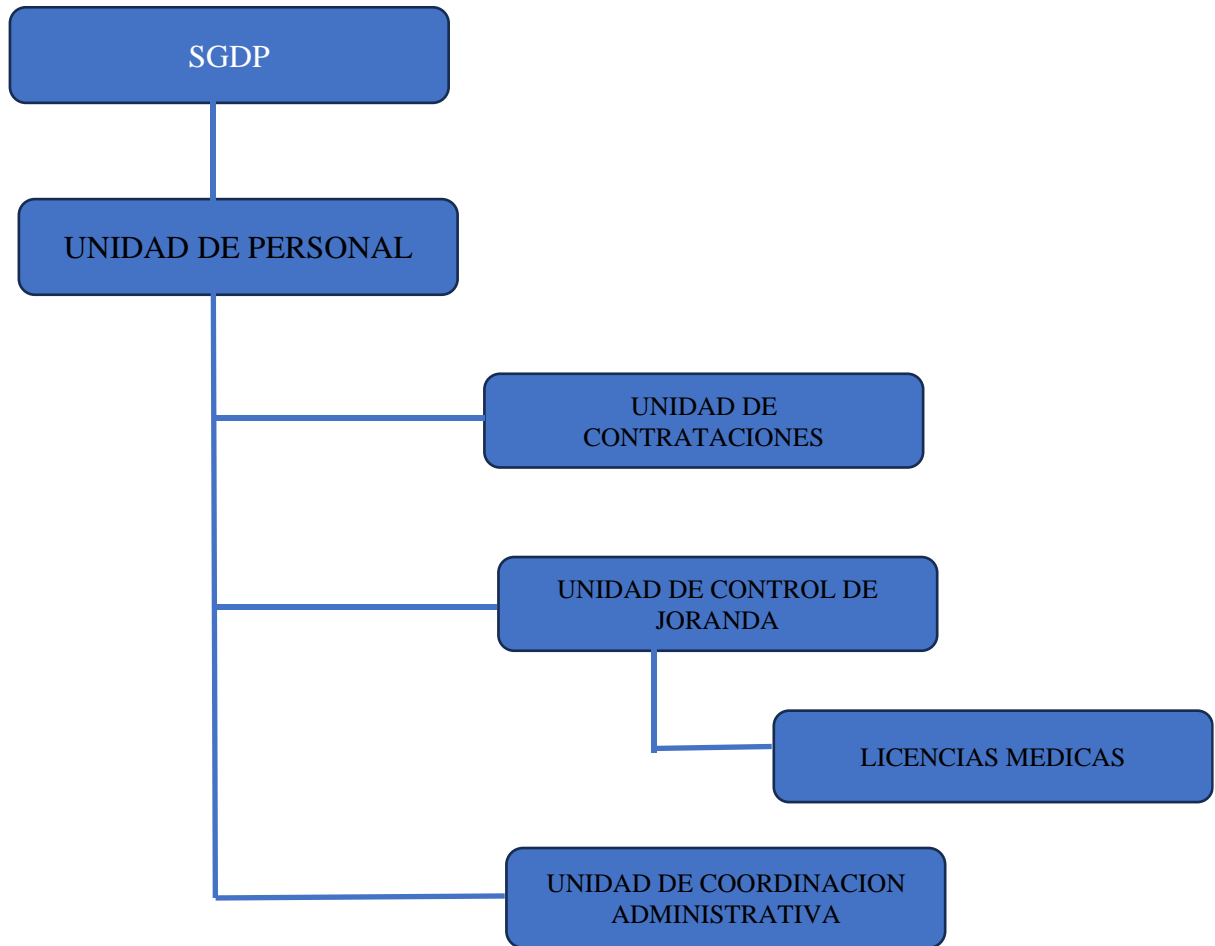 SGDP
UNIDAD DE PERSONAL
UNIDAD DE
CONTRATACIONES
UNIDAD DE CONTROL DE
JORANDA
LICENCIAS MEDICAS
UNIDAD DE COORDINACION
ADMINISTRATIVA